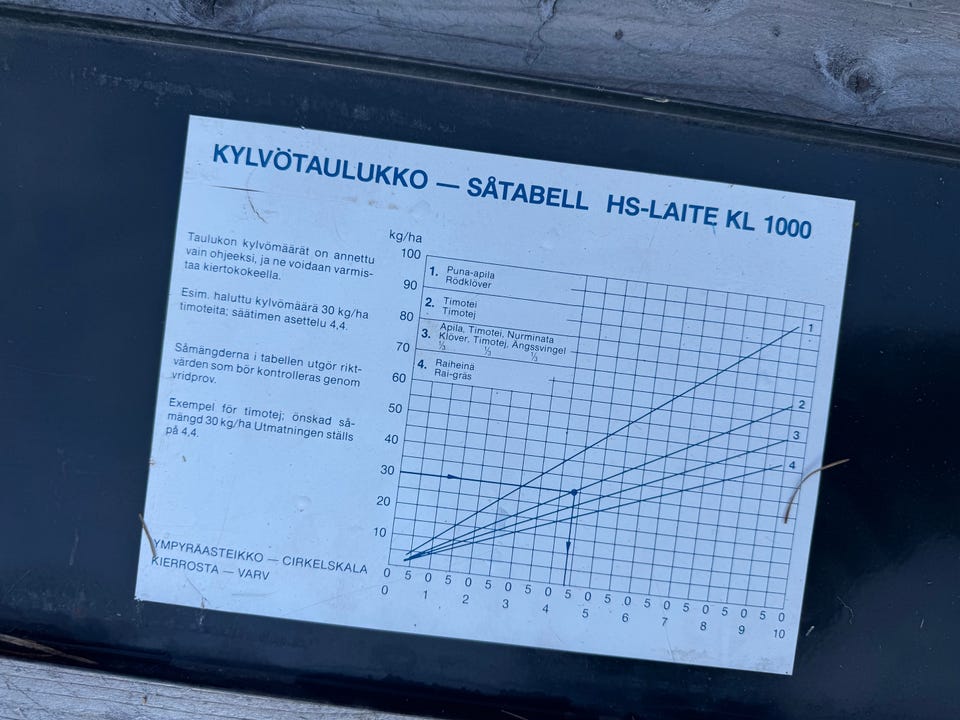 KYLVÖTAULUKKO — SÅTABELL HS-LAITE KL 1000
Taulukon kylvömäärät on annettu
vain ohjeeksi, ja ne voidaan varmis-
taa kiertokokeella.
Esim. haluttu kylvömäärä 30 kg/ha
timoteita; säätimen asettelu 4,4.
Såmängderna i tabellen utgör rikt-
värden som bör kontrolleras genom
vridprov.
Exempel för timotej; önskad så-
mängd 30 kg/ha Utmatningen ställs
på 4,4.
YMPYRÄASTEIKKO — CIRKELSKALA
KIERROSTA — VARV
kg/ha
100
90
80
70
60
50
40
30
20
10
0
1. Puna-apila
Rödklöver
2. Timotei
Timotej
3. Apila, Timotei, Nurminata
Klöver. Timotej, Ängssvingel
⅓ ⅓ ⅓
4. Raiheinä
Rai-gräs
1
2
3
4
5 0 5 0 5 0 5 0 5 0 5 0 5 0 5 0 5 0 5 0
0 1 2 3 4 5 6 7 8 9 10